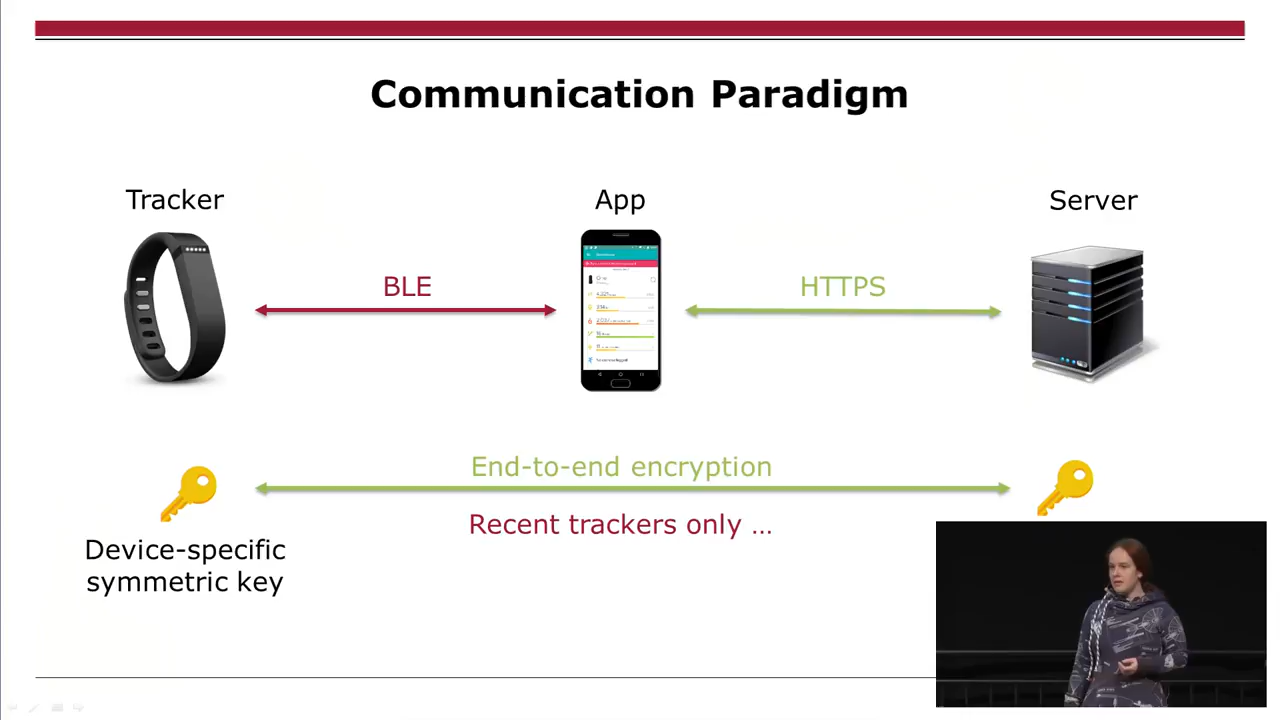 Communication Paradigm
Tracker
App
Server
BLE
HTTPS
End-to-end encryption
Recent trackers only …
Device-specific
symmetric key